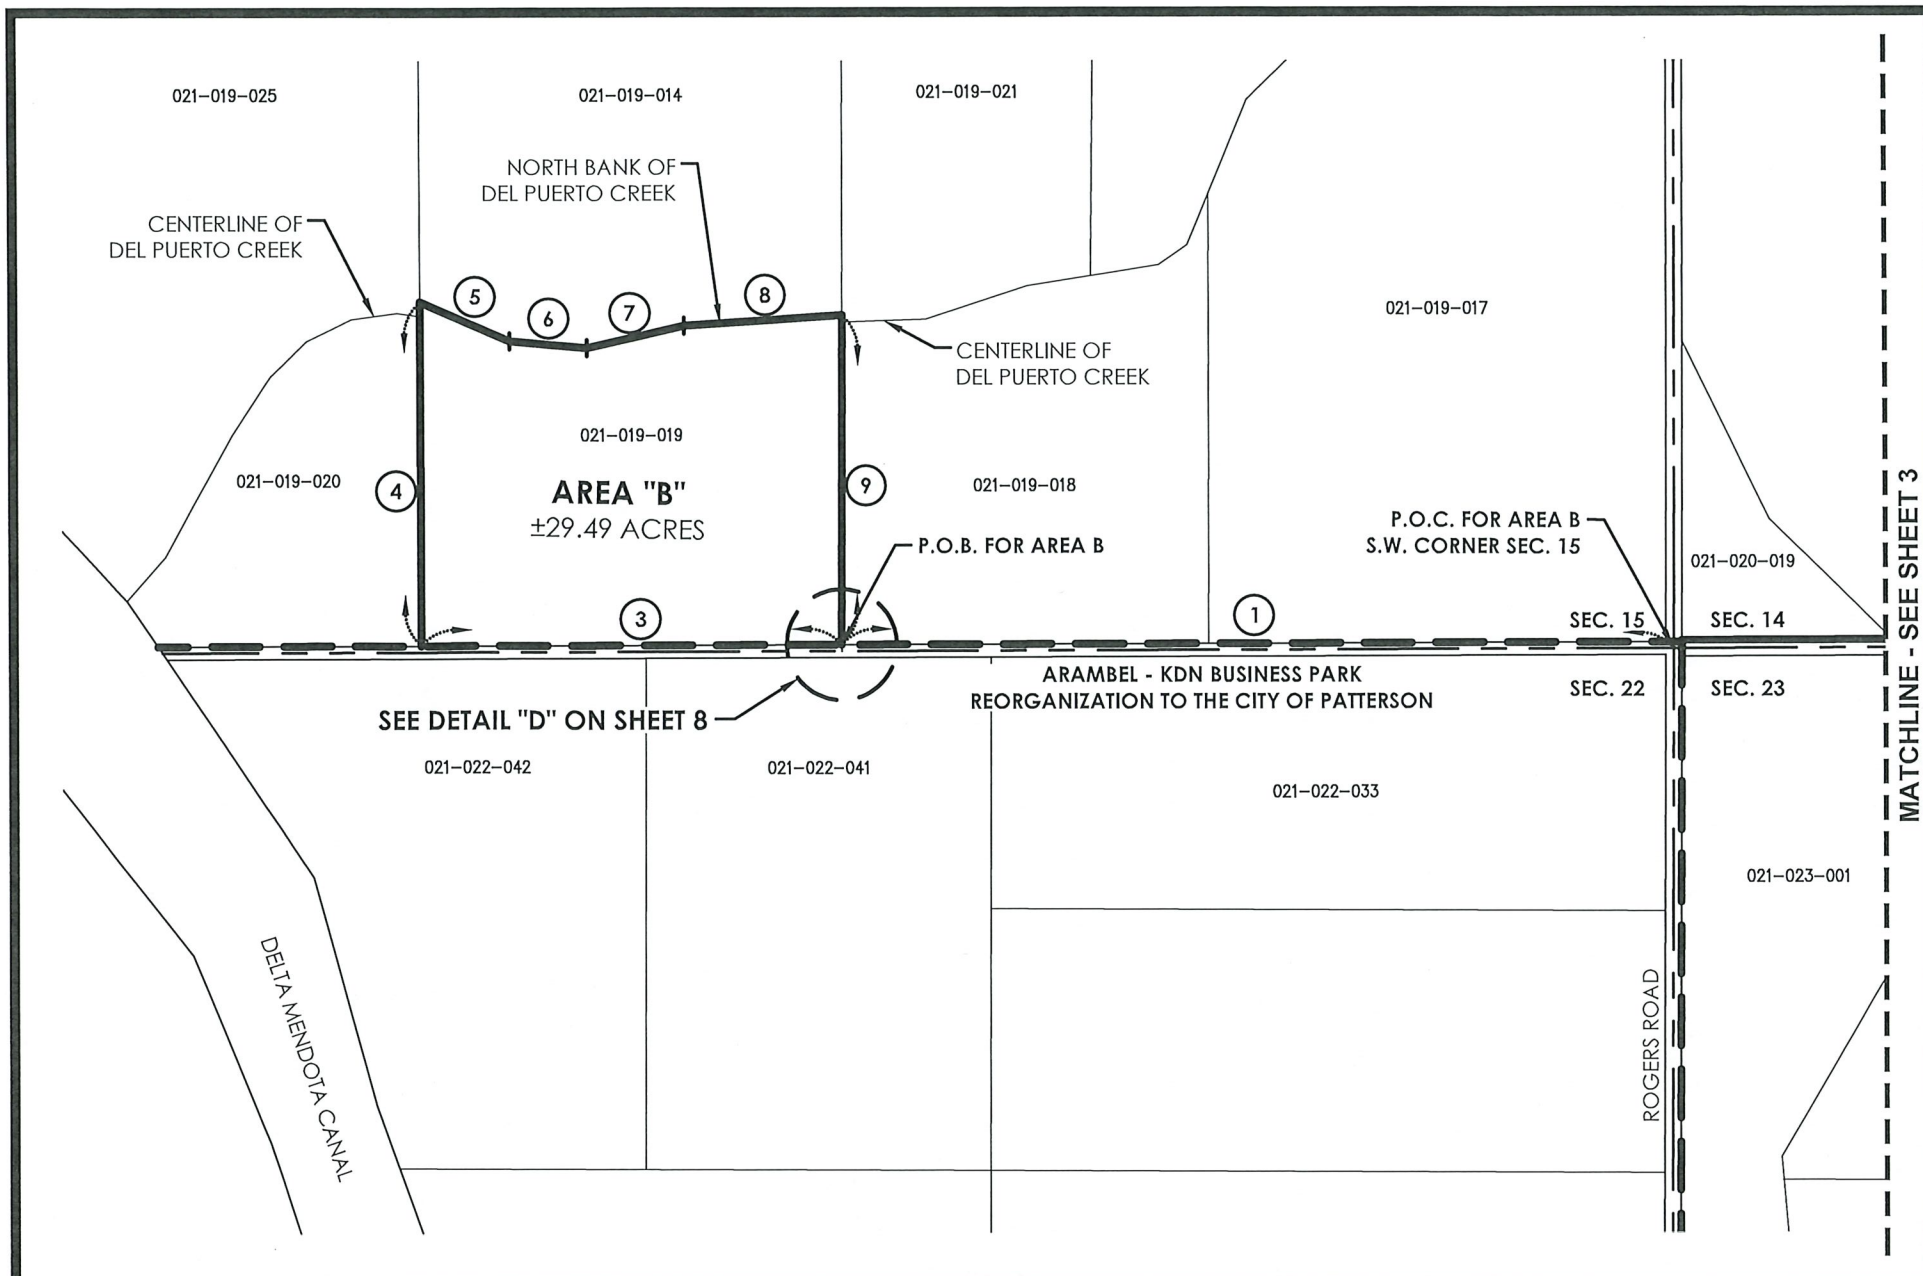 021-019-025
021-019-014
021-019-021
NORTH BANK OF
DEL PUERTO CREEK
CENTERLINE OF
DEL PUERTO CREEK
5
6
7
8
021-019-017
CENTERLINE OF
DEL PUERTO CREEK
021-019-019
021-019-020
4
AREA "B"
±29.49 ACRES
9
021-019-018
P.O.B. FOR AREA B
P.O.C. FOR AREA B
S.W. CORNER SEC. 15
021-020-019
MATCHLINE - SEE SHEET 3
3
1
SEC. 15
SEC. 14
ARAMBEL - KDN BUSINESS PARK
REORGANIZATION TO THE CITY OF PATTERSON
SEC. 22
SEC. 23
SEE DETAIL "D" ON SHEET 8
021-022-042
021-022-041
021-022-033
021-023-001
DELTA MENDOTA CANAL
ROGERS ROAD